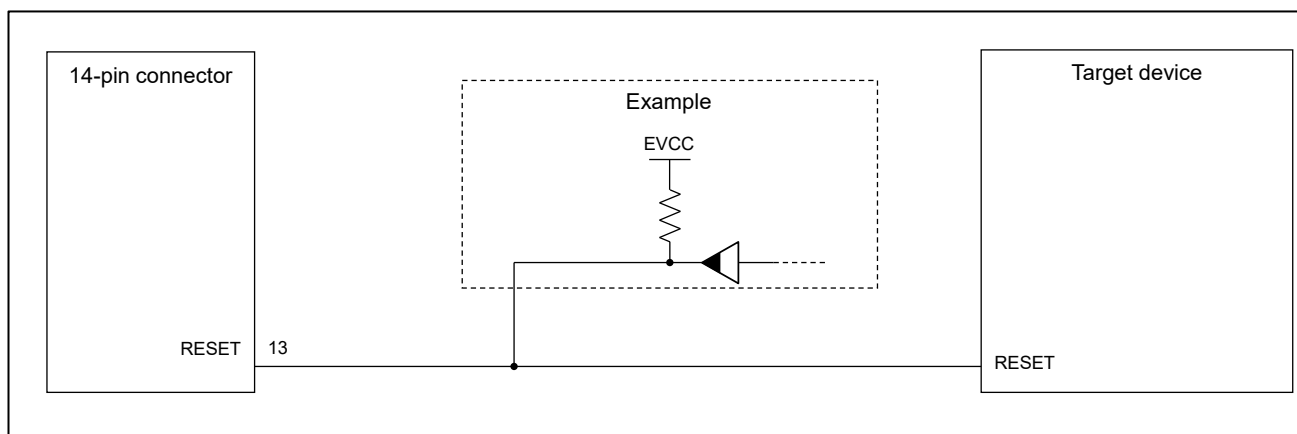 14-pin connector
Target device
Example
EVCC
RESET 13
RESET